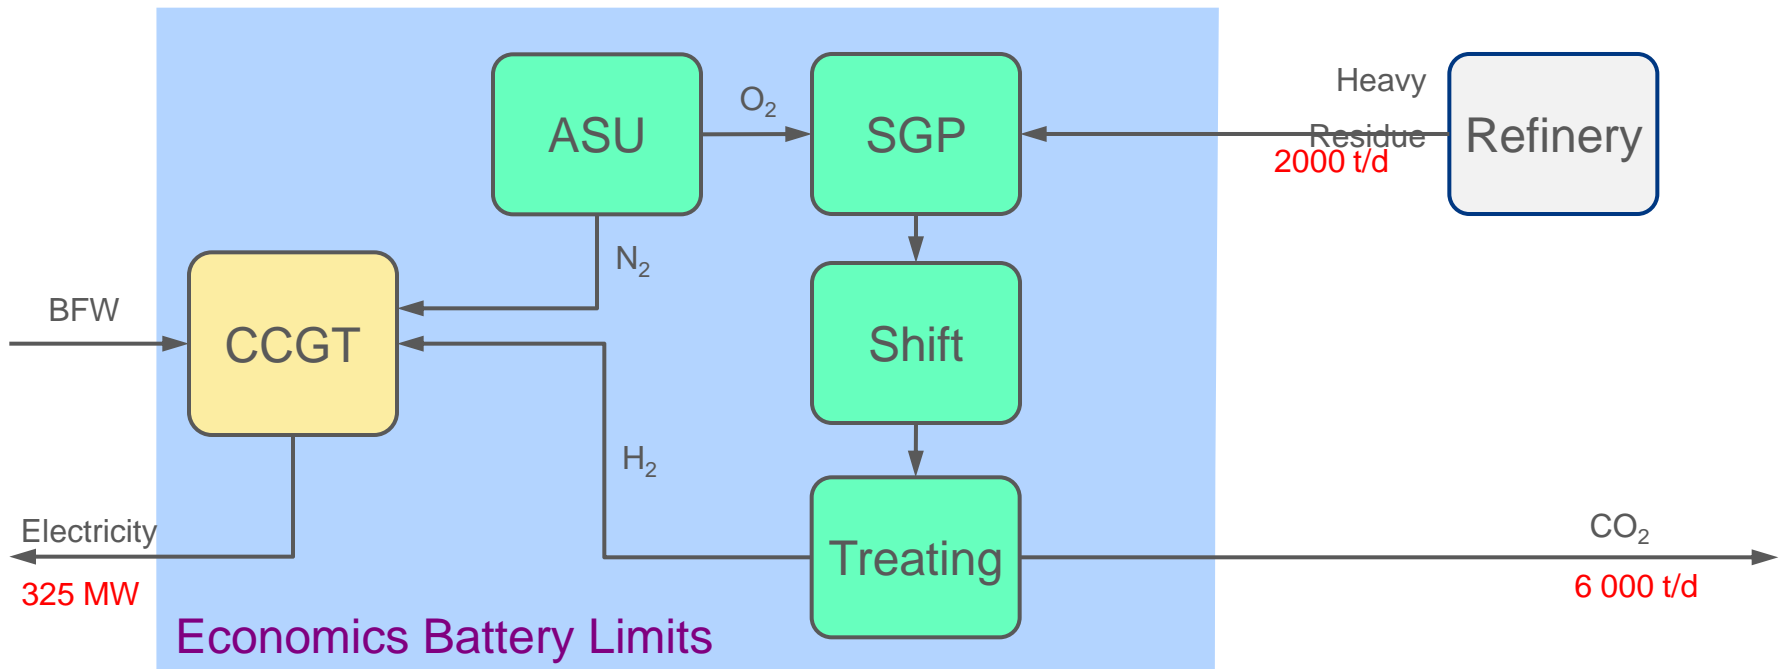 Heavy
O2
ASU
SGP
Residue
Refinery
2000 t/d
N2
BFW
CCGT
Shift
H2
Electricity
CO2
Treating
325 MW
6 000 t/d
Economics Battery Limits